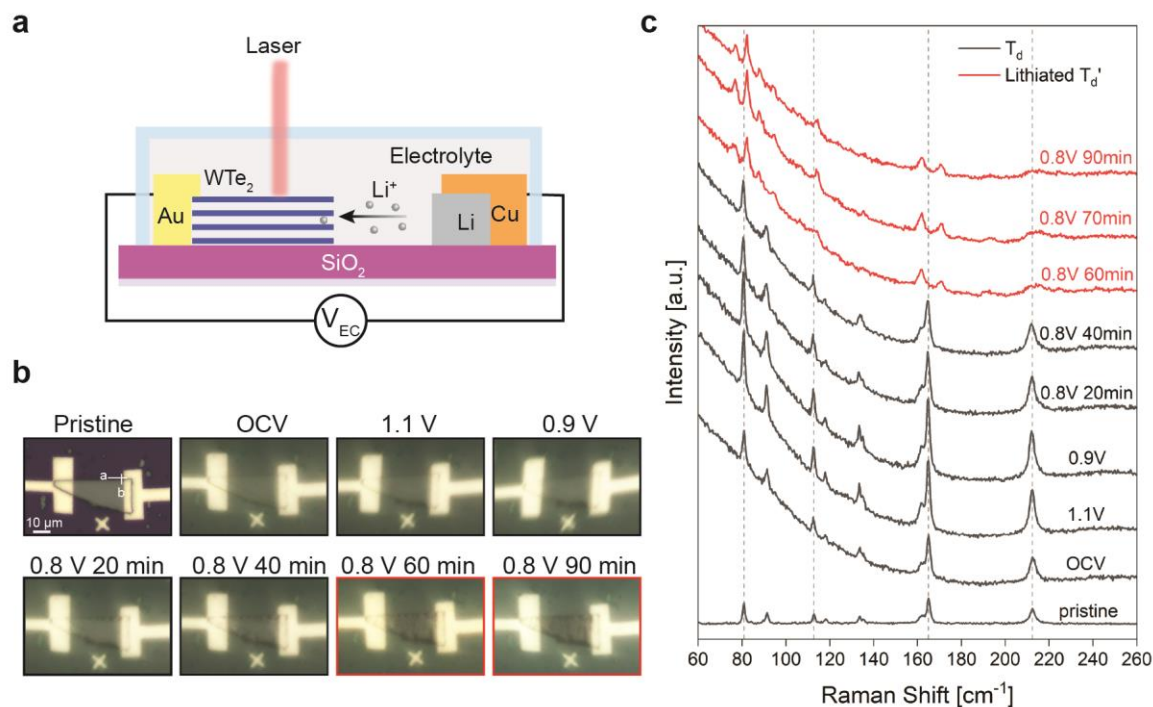 a
Laser
Electrolyte
WTe₂
Li⁺
Au
Li
Cu
SiO₂
V_EC
b
Pristine
OCV
1.1 V
0.9 V
a
b
10 µm
0.8 V 20 min
0.8 V 40 min
0.8 V 60 min
0.8 V 90 min
c
T_d
Lithiated T_d'
0.8V 90min
0.8V 70min
0.8V 60min
0.8V 40min
0.8V 20min
0.9V
1.1V
OCV
pristine
Intensity [a.u.]
60 80 100 120 140 160 180 200 220 240 260
Raman Shift [cm⁻¹]